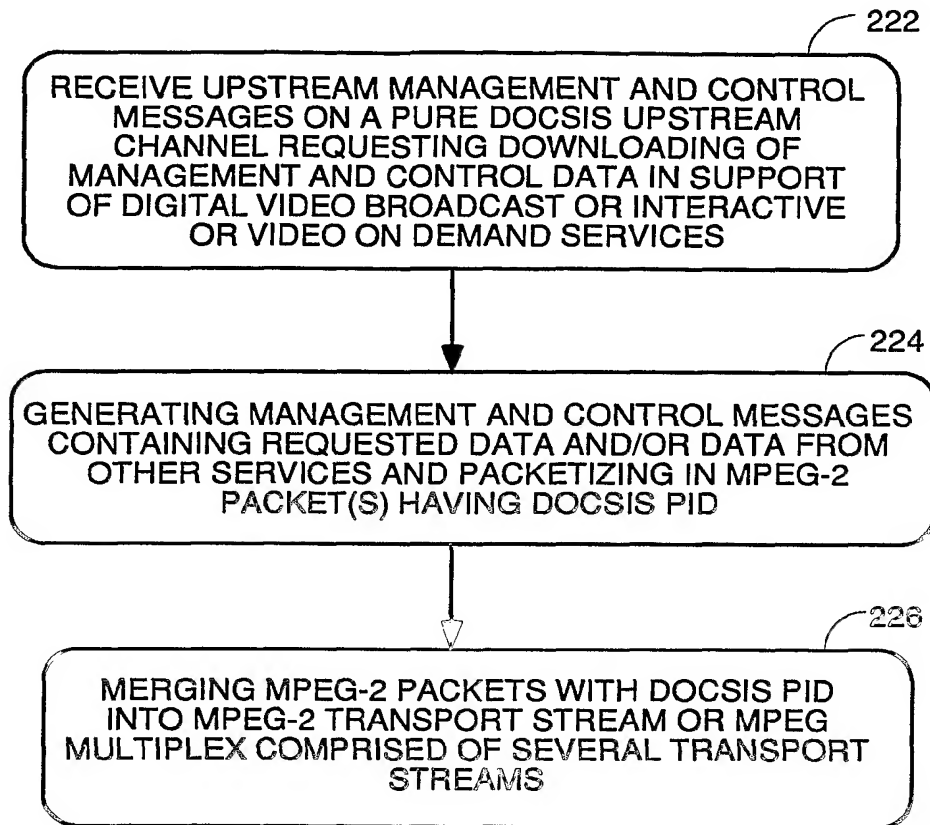 222
RECEIVE UPSTREAM MANAGEMENT AND CONTROL
MESSAGES ON A PURE DOCSIS UPSTREAM
CHANNEL REQUESTING DOWNLOADING OF
MANAGEMENT AND CONTROL DATA IN SUPPORT
OF DIGITAL VIDEO BROADCAST OR INTERACTIVE
OR VIDEO ON DEMAND SERVICES
224
GENERATING MANAGEMENT AND CONTROL MESSAGES
CONTAINING REQUESTED DATA AND/OR DATA FROM
OTHER SERVICES AND PACKETIZING IN MPEG-2
PACKET(S) HAVING DOCSIS PID
226
MERGING MPEG-2 PACKETS WITH DOCSIS PID
INTO MPEG-2 TRANSPORT STREAM OR MPEG
MULTIPLEX COMPRISED OF SEVERAL TRANSPORT
STREAMS